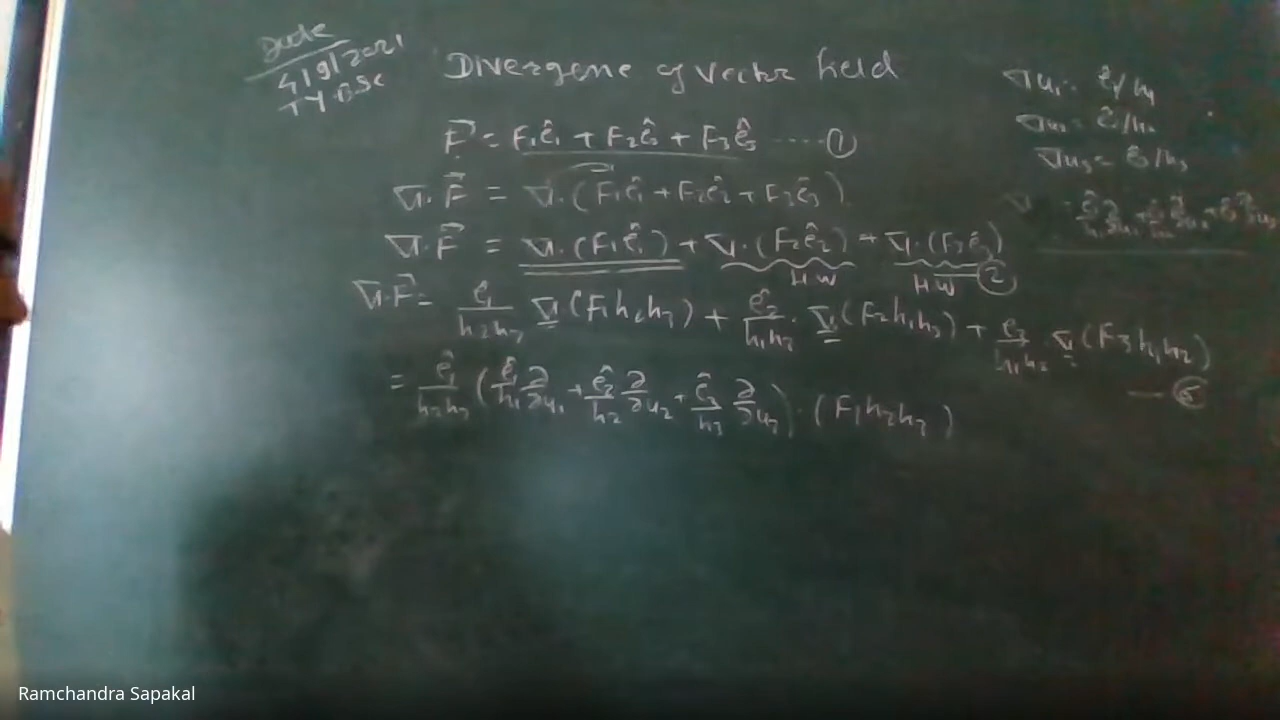 Date
4/9/2021
TY.BSC
Divergene of Vector field
F⃗ = F₁ê₁ + F₂ê₂ + F₃ê₃ ..... ①
∇.F⃗ = ∇.(F₁ê₁ + F₂ê₂ + F₃ê₃)
∇.F⃗ = ∇.(F₁ê₁) + ∇.(F₂ê₂) + ∇.(F₃ê₃)
HW HW ②
∇.F⃗ = ê₁/h₂h₃ . ∇(F₁h₂h₃) + ê₂/h₁h₃ . ∇(F₂h₁h₃) + ê₃/h₁h₂ . ∇(F₃h₁h₂)
= ê₁/h₂h₃ (ê₁/h₁ ∂/∂u₁ + ê₂/h₂ ∂/∂u₂ + ê₃/h₃ ∂/∂u₃) . (F₁h₂h₃)
∇u₁ = ê₁/h₁
∇u₂ = ê₂/h₂
∇u₃ = ê₃/h₃
Ramchandra Sapakal